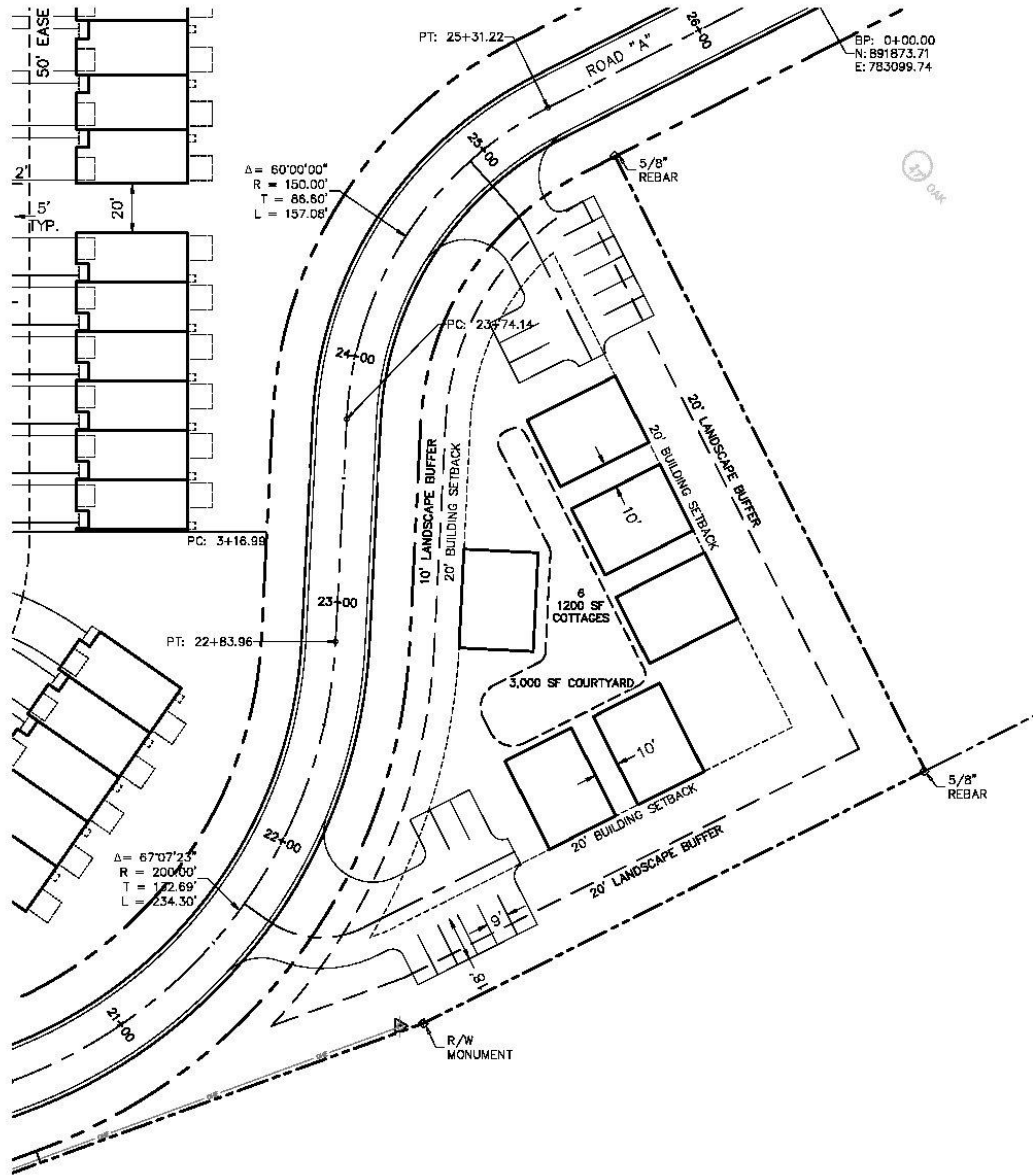 50' EASE
PT: 25+31.22
26+00
ROAD "A"
BP: 0+00.00
N: 891873.71
E: 783099.74
25+00
5/8"
REBAR
27" OAK
Δ= 60°00'00"
R = 150.00'
T = 86.60'
L = 157.08'
2'
5'
TYP.
20'
PC: 23+74.14
24+00
20' LANDSCAPE BUFFER
20' BUILDING SETBACK
10' LANDSCAPE BUFFER
20' BUILDING SETBACK
10'
PC: 3+16.99
6
1200 SF
COTTAGES
23+00
PT: 22+83.96
3,000 SF COURTYARD
10'
5/8"
REBAR
20' BUILDING SETBACK
20' LANDSCAPE BUFFER
22+00
Δ= 67°07'23"
R = 200.00'
T = 132.69'
L = 234.30'
9'
18'
21+00
R/W
MONUMENT